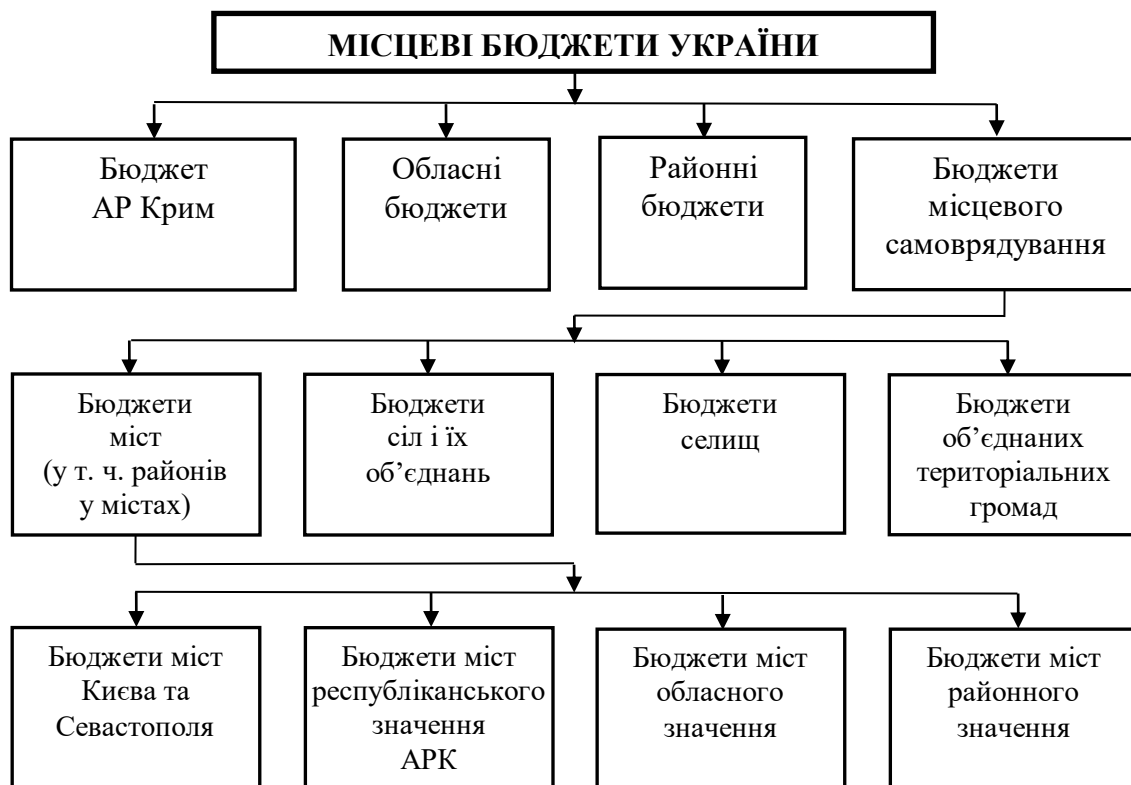 МІСЦЕВІ БЮДЖЕТИ УКРАЇНИ
Бюджет
АР Крим
Обласні
бюджети
Районні
бюджети
Бюджети
місцевого
самоврядування
Бюджети
міст
(у т. ч. районів
у містах)
Бюджети
сіл і їх
об’єднань
Бюджети
селищ
Бюджети
об’єднаних
територіальних
громад
Бюджети міст
Києва та
Севастополя
Бюджети міст
республіканського
значення
АРК
Бюджети міст
обласного
значення
Бюджети міст
районного
значення